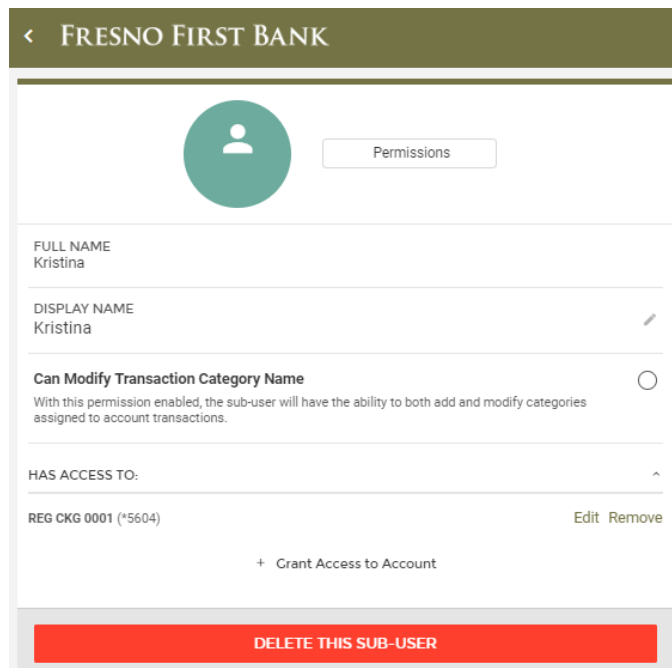 FRESNO FIRST BANK
Permissions
FULL NAME
Kristina
DISPLAY NAME
Kristina
Can Modify Transaction Category Name
With this permission enabled, the sub-user will have the ability to both add and modify categories
assigned to account transactions.
HAS ACCESS TO:
REG CKG 0001 (*5604) Edit Remove
+ Grant Access to Account
DELETE THIS SUB-USER